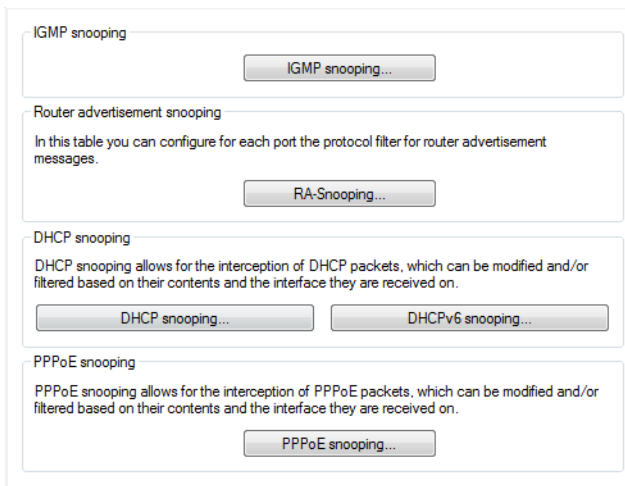 IGMP snooping
IGMP snooping...
Router advertisement snooping
In this table you can configure for each port the protocol filter for router advertisement
messages.
RA-Snooping...
DHCP snooping
DHCP snooping allows for the interception of DHCP packets, which can be modified and/or
filtered based on their contents and the interface they are received on.
DHCP snooping... DHCPv6 snooping...
PPPoE snooping
PPPoE snooping allows for the interception of PPPoE packets, which can be modified and/or
filtered based on their contents and the interface they are received on.
PPPoE snooping...